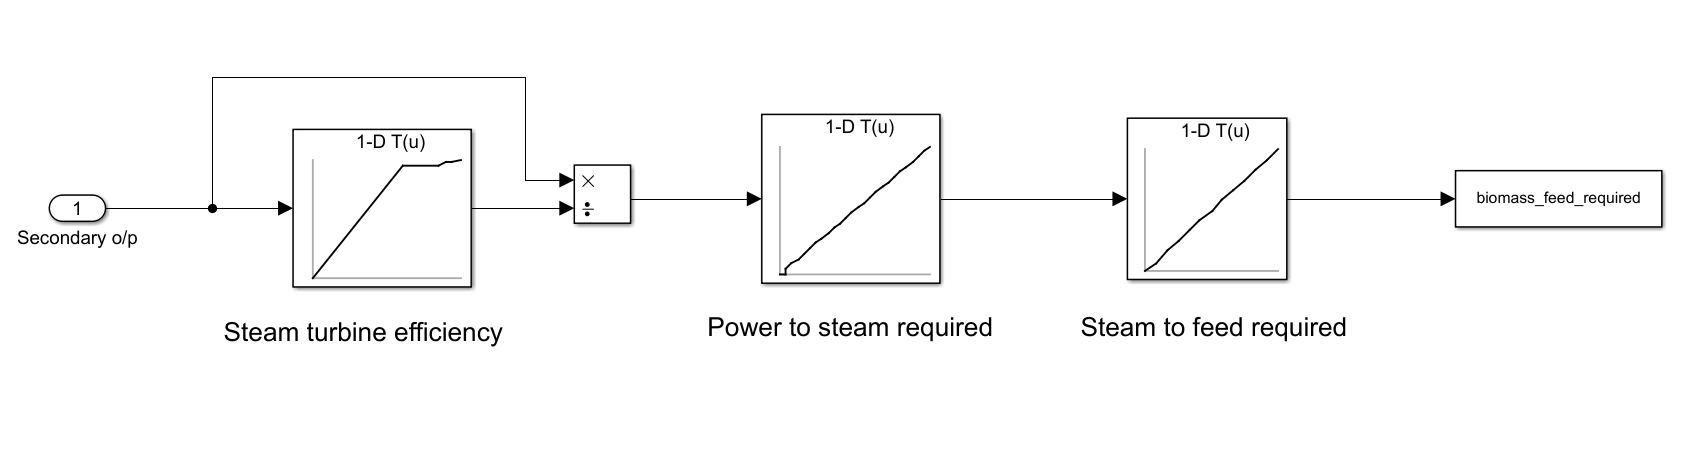 1-D T(u)
1-D T(u)
1-D T(u)
×
÷
1
biomass_feed_required
Secondary o/p
Steam turbine efficiency
Power to steam required
Steam to feed required